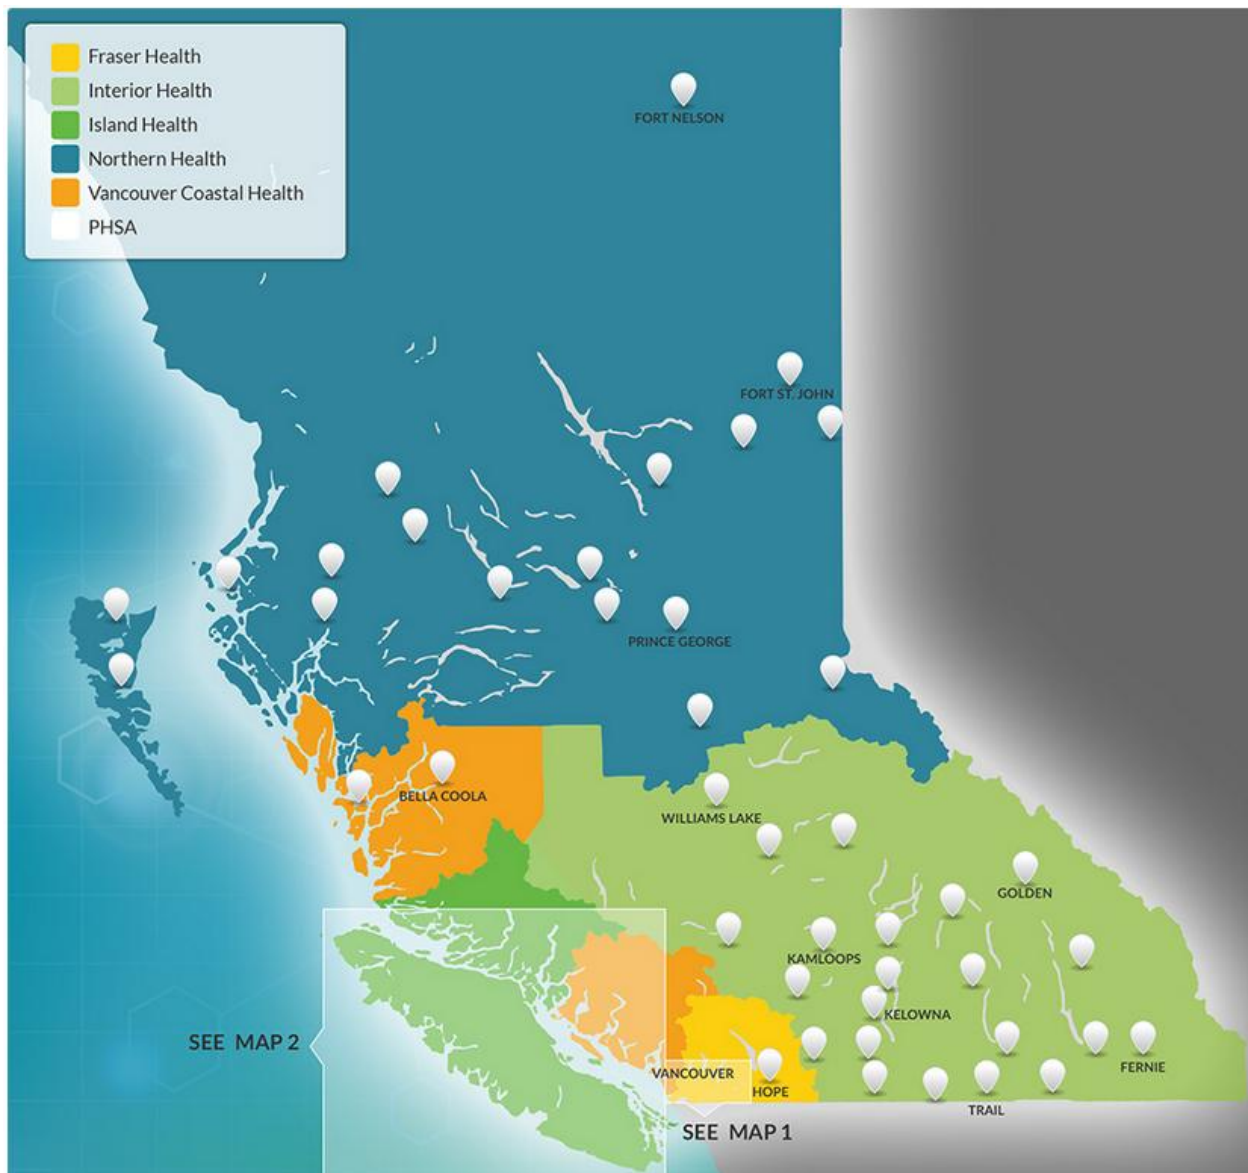 Fraser Health
Interior Health
Island Health
Northern Health
Vancouver Coastal Health
PHSA
FORT NELSON
FORT ST. JOHN
PRINCE GEORGE
BELLA COOLA
WILLIAMS LAKE
GOLDEN
KAMLOOPS
KELOWNA
SEE MAP 2
VANCOUVER
FERNIE
HOPE
TRAIL
SEE MAP 1